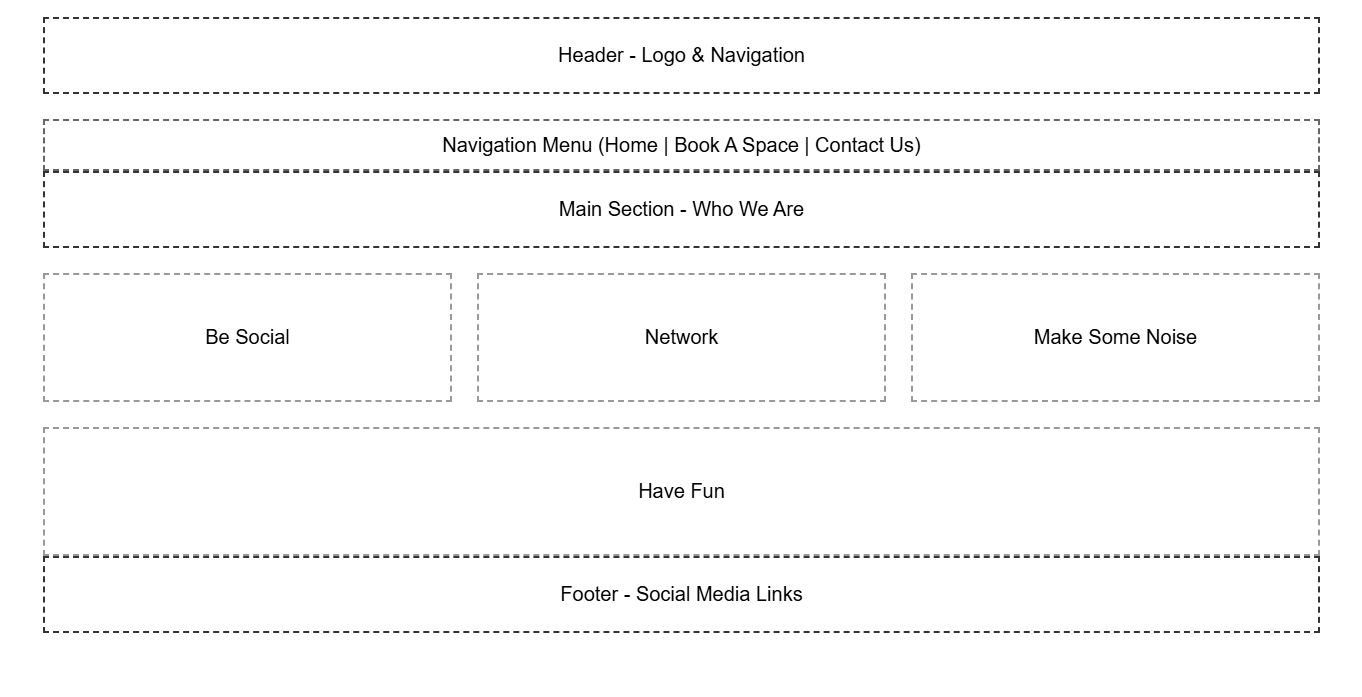 Header - Logo & Navigation
Navigation Menu (Home | Book A Space | Contact Us)
Main Section - Who We Are
Be Social
Network
Make Some Noise
Have Fun
Footer - Social Media Links